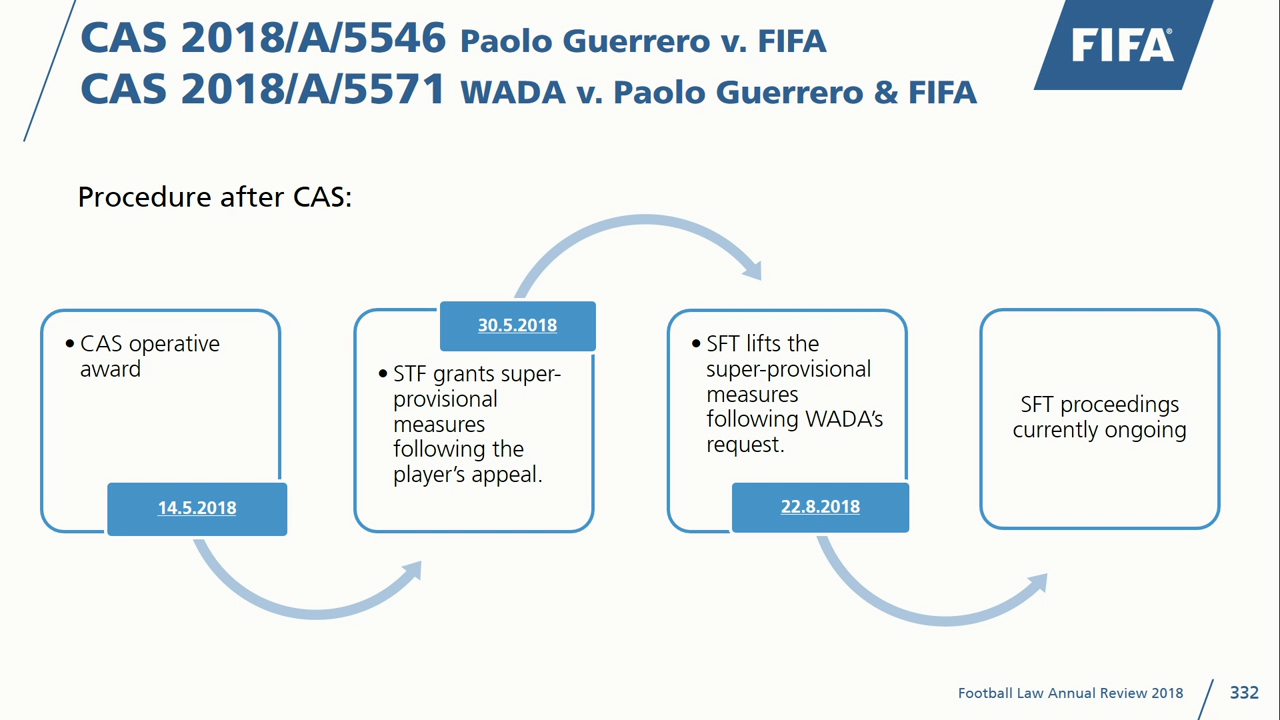 CAS 2018/A/5546 Paolo Guerrero v. FIFA
FIFA®
CAS 2018/A/5571 WADA v. Paolo Guerrero & FIFA
Procedure after CAS:
• CAS operative
award
14.5.2018
30.5.2018
• STF grants super-
provisional
measures
following the
player’s appeal.
• SFT lifts the
super-provisional
measures
following WADA’s
request.
22.8.2018
SFT proceedings
currently ongoing
Football Law Annual Review 2018
332